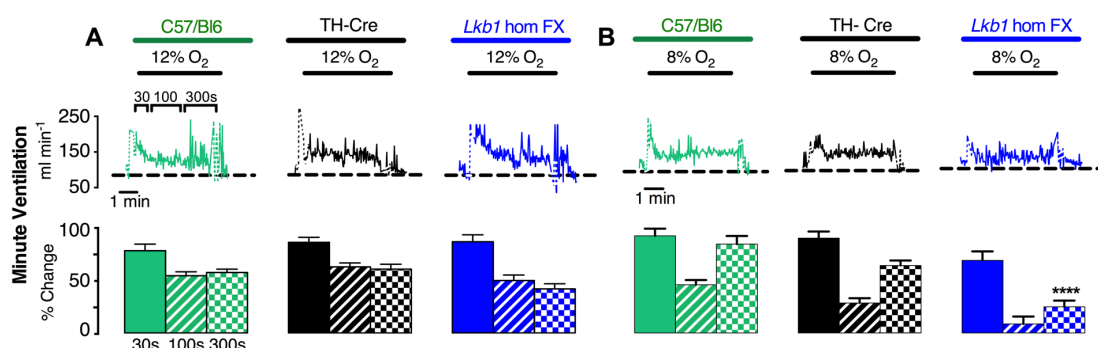 A
C57/Bl6
TH-Cre
Lkb1 hom FX
B
C57/Bl6
TH- Cre
Lkb1 hom FX
12% O2
12% O2
12% O2
8% O2
8% O2
8% O2
30 100 300s
Minute Ventilation
ml min-1
250
150
50
1 min
1 min
% Change
100
50
0
****
30s 100s 300s